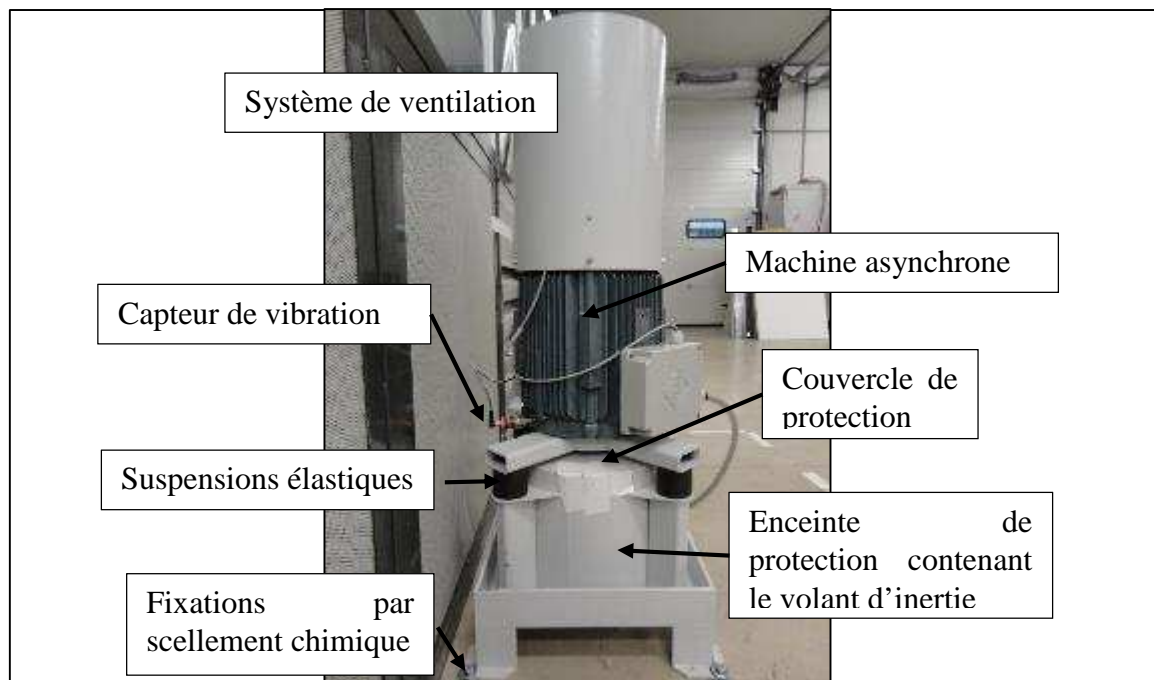 Système de ventilation
Machine asynchrone
Capteur de vibration
Couvercle de
protection
Suspensions élastiques
Enceinte de
protection contenant
le volant d'inertie
Fixations par
scellement chimique